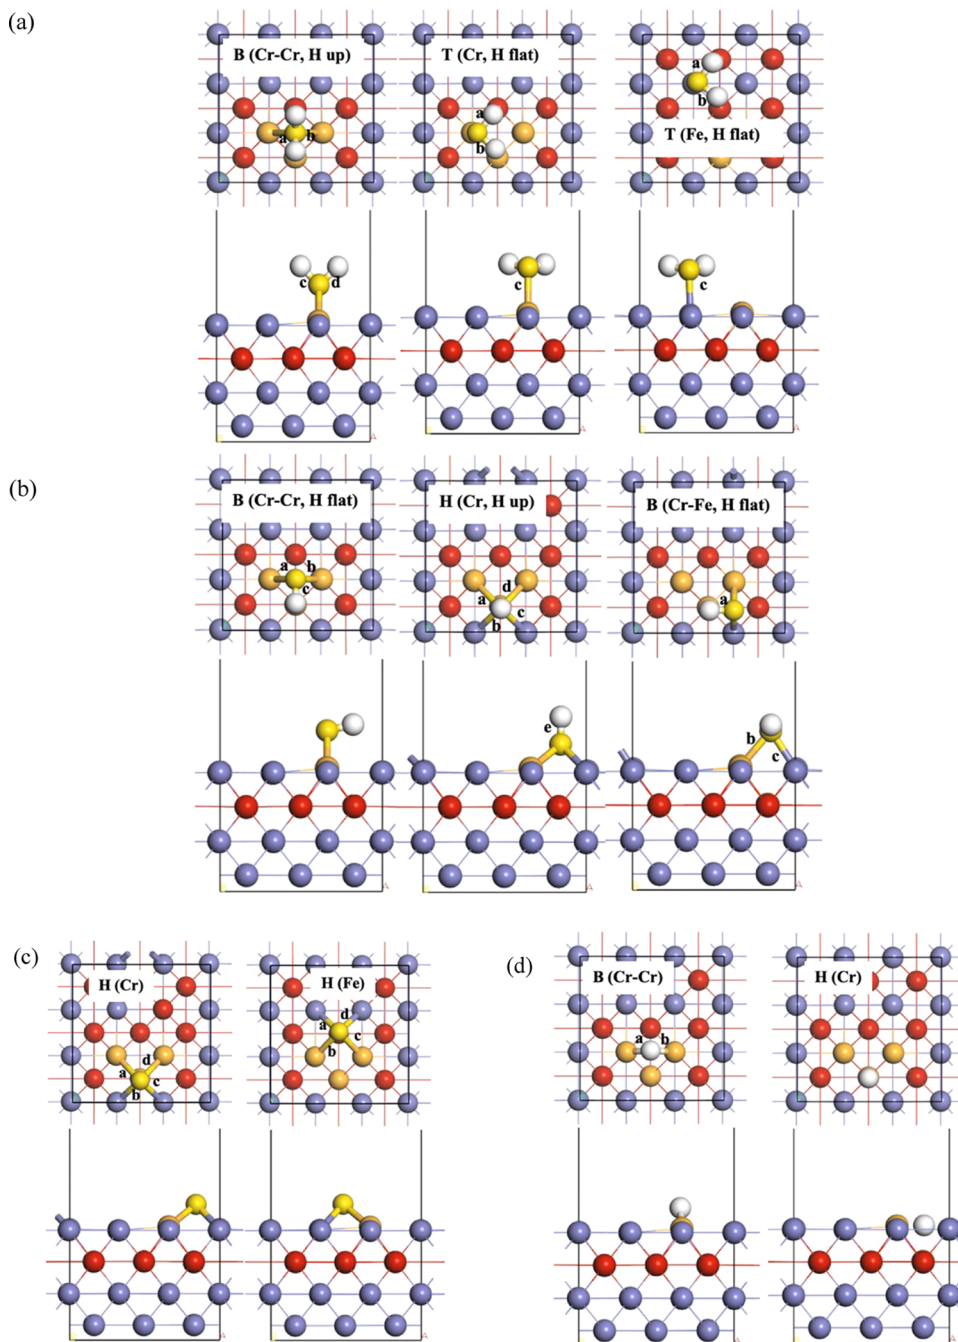 (a)
B (Cr-Cr, H up)
T (Cr, H flat)
T (Fe, H flat)
a b
a
b
a
b
c d
c
c
(b)
B (Cr-Cr, H flat)
H (Cr, H up)
B (Cr-Fe, H flat)
a b
c
d
a
c
b
a
e
b
c
(c)
H (Cr)
H (Fe)
(d)
B (Cr-Cr)
H (Cr)
d
a
c
b
d
a
c
b
a b